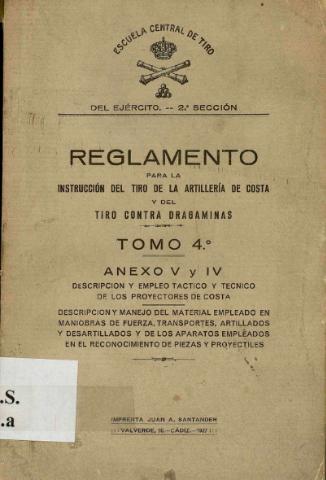 ESCUELA CENTRAL DE TIRO
DEL EJÉRCITO. -- 2.ª SECCIÓN
REGLAMENTO
PARA LA
INSTRUCCIÓN DEL TIRO DE LA ARTILLERÍA DE COSTA
Y DEL
TIRO CONTRA DRAGAMINAS
TOMO 4.º
ANEXO V y IV
DESCRIPCION Y EMPLEO TACTICO Y TECNICO
DE LOS PROYECTORES DE COSTA
DESCRIPCION Y MANEJO DEL MATERIAL EMPLEADO EN
MANIOBRAS DE FUERZA, TRANSPORTES, ARTILLADOS
Y DESARTILLADOS Y DE LOS APARATOS EMPLEADOS
EN EL RECONOCIMIENTO DE PIEZAS Y PROYECTILES
.S.
.a
IMPRENTA JUAN A. SANTANDER
VALVERDE, 16.-CÁDIZ.-1927